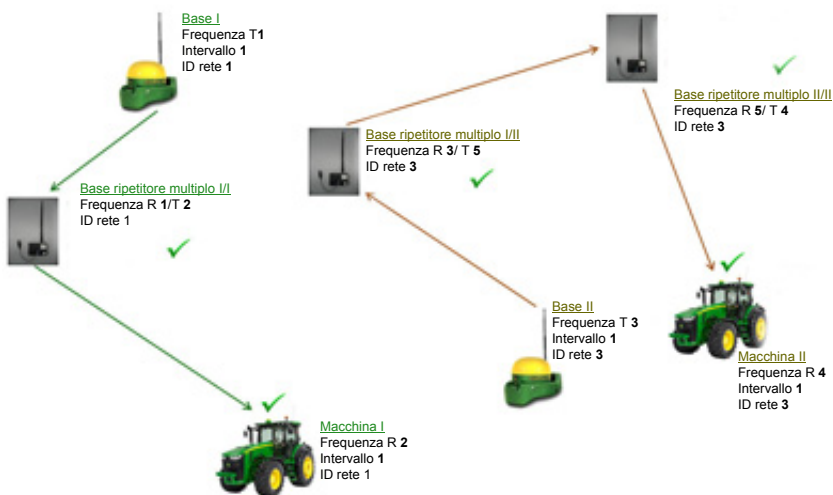 Base I
Frequenza T1
Intervallo 1
ID rete 1
Base ripetitore multiplo I/I
Frequenza R 1/T 2
ID rete 1
Macchina I
Frequenza R 2
Intervallo 1
ID rete 1
Base ripetitore multiplo I/II
Frequenza R 3/ T 5
ID rete 3
Base II
Frequenza T 3
Intervallo 1
ID rete 3
Base ripetitore multiplo II/II
Frequenza R 5/ T 4
ID rete 3
Macchina II
Frequenza R 4
Intervallo 1
ID rete 3